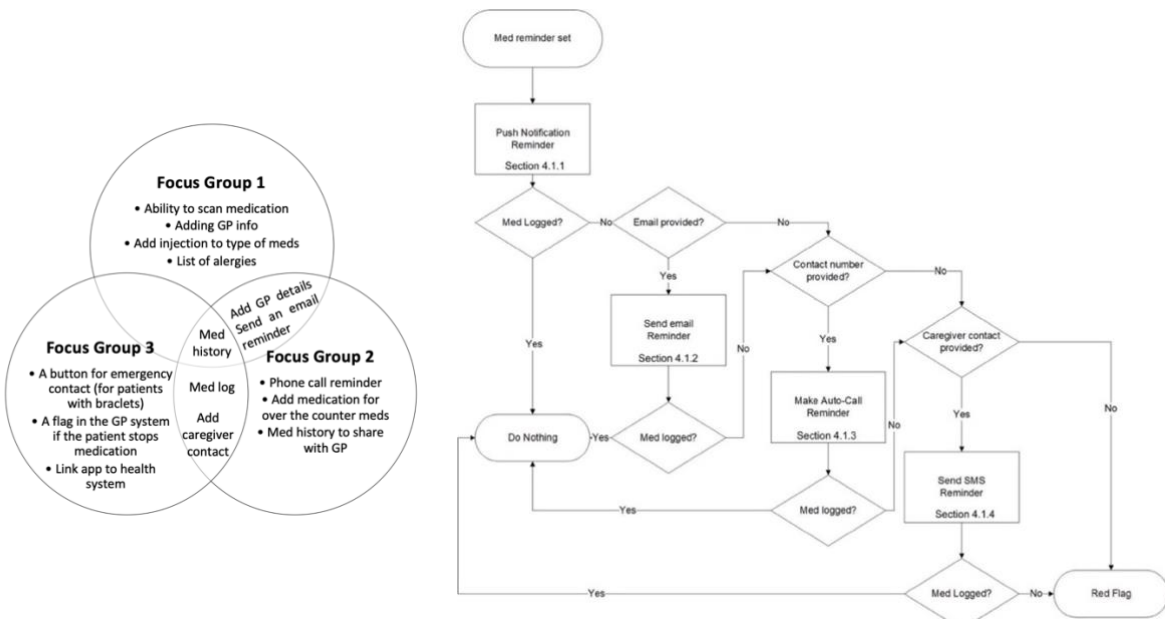 Focus Group 1
• Ability to scan medication
• Adding GP info
• Add injection to type of meds
• List of alergies
Add GP details
Send an email
reminder
Med
history
Focus Group 3
• A button for emergency
contact (for patients
with braclets)
• A flag in the GP system
if the patient stops
medication
• Link app to health
system
Med log
Add
caregiver
contact
Focus Group 2
• Phone call reminder
• Add medication for
over the counter meds
• Med history to share
with GP
Med reminder set
Push Notification
Reminder
Section 4.1.1
Med Logged?
No
Email provided?
No
Yes
Yes
Contact number
provided?
No
Send email
Reminder
Section 4.1.2
No
Yes
Caregiver contact
provided?
Do Nothing
Yes
Med logged?
Make Auto-Call
Reminder
Section 4.1.3
No
Yes
No
Send SMS
Reminder
Section 4.1.4
Yes
Med logged?
Yes
Med Logged?
No
Red Flag